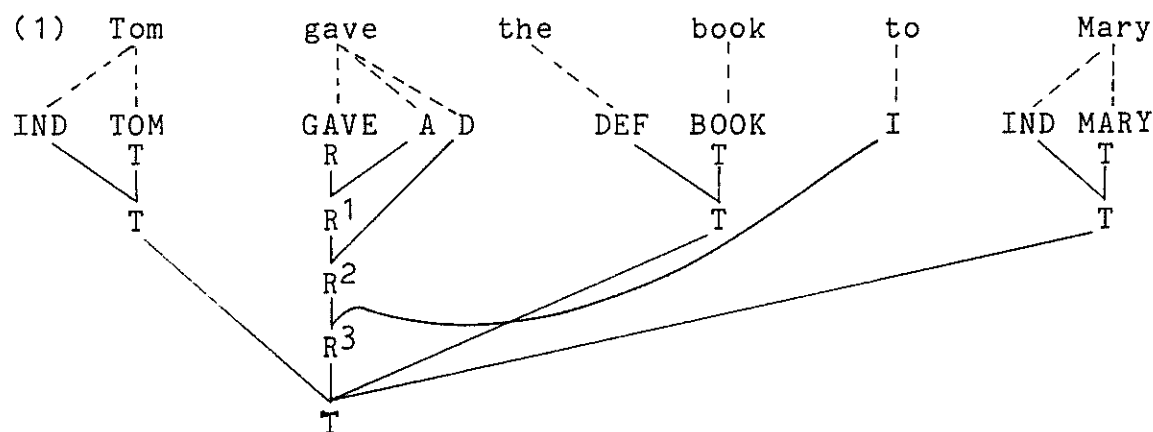 (1) Tom gave the book to Mary
IND TOM GAVE A D DEF BOOK I IND MARY
T R T T
T R1 T T
R2
R3
T